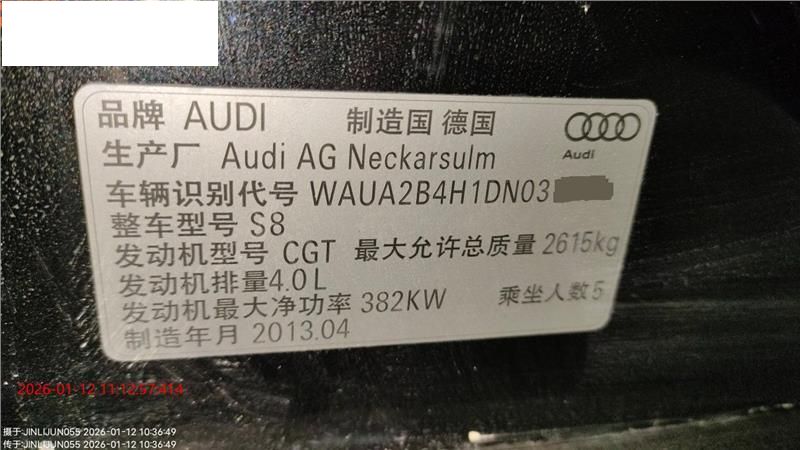 品牌 AUDI 制造国 德国
Audi
生产厂 Audi AG Neckarsulm
车辆识别代号 WAUA2B4H1DN03
整车型号 S8
发动机型号 CGT 最大允许总质量 2615kg
发动机排量4.0L
发动机最大净功率 382KW 乘坐人数5
制造年月 2013.04
2026-01-12 11:12:57:414
摄于:JINLIJUN055 2026-01-12 10:36:49
传于:JINLIJUN055 2026-01-12 10:36:49